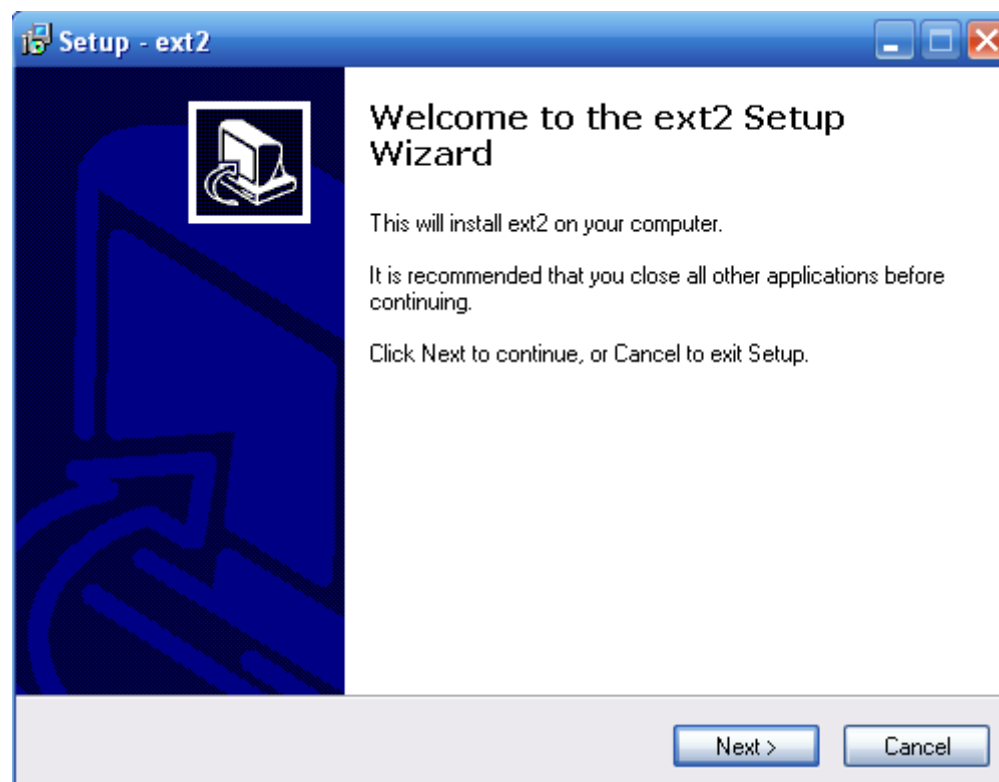 Setup - ext2
Welcome to the ext2 Setup
Wizard
This will install ext2 on your computer.
It is recommended that you close all other applications before
continuing.
Click Next to continue, or Cancel to exit Setup.
Next >
Cancel